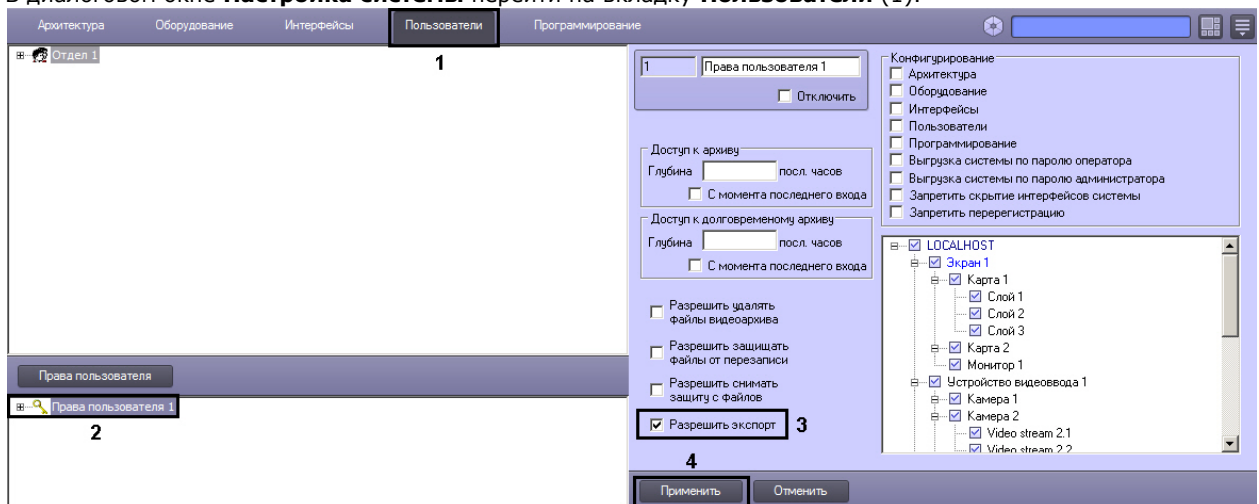 В диалоговом окне Настройка системы перейти на вкладку Пользователи (1).
Архитектура Оборудование Интерфейсы Пользователи Программирование
1
Отдел 1
Права пользователя
Права пользователя 1
2
1 Права пользователя 1
Отключить
Доступ к архиву
Глубина посл. часов
С момента последнего входа
Доступ к долговременому архиву
Глубина посл. часов
С момента последнего входа
Разрешить удалять
файлы видеоархива
Разрешить защищать
файлы от перезаписи
Разрешить снимать
защиту с файлов
Разрешить экспорт 3
4
Применить Отменить
Конфигурирование
Архитектура
Оборудование
Интерфейсы
Пользователи
Программирование
Выгрузка системы по паролю оператора
Выгрузка системы по паролю администратора
Запретить скрытие интерфейсов системы
Запретить перерегистрацию
LOCALHOST
Экран 1
Карта 1
Слой 1
Слой 2
Слой 3
Карта 2
Монитор 1
Устройство видеоввода 1
Камера 1
Камера 2
Video stream 2.1
Video stream 2.2